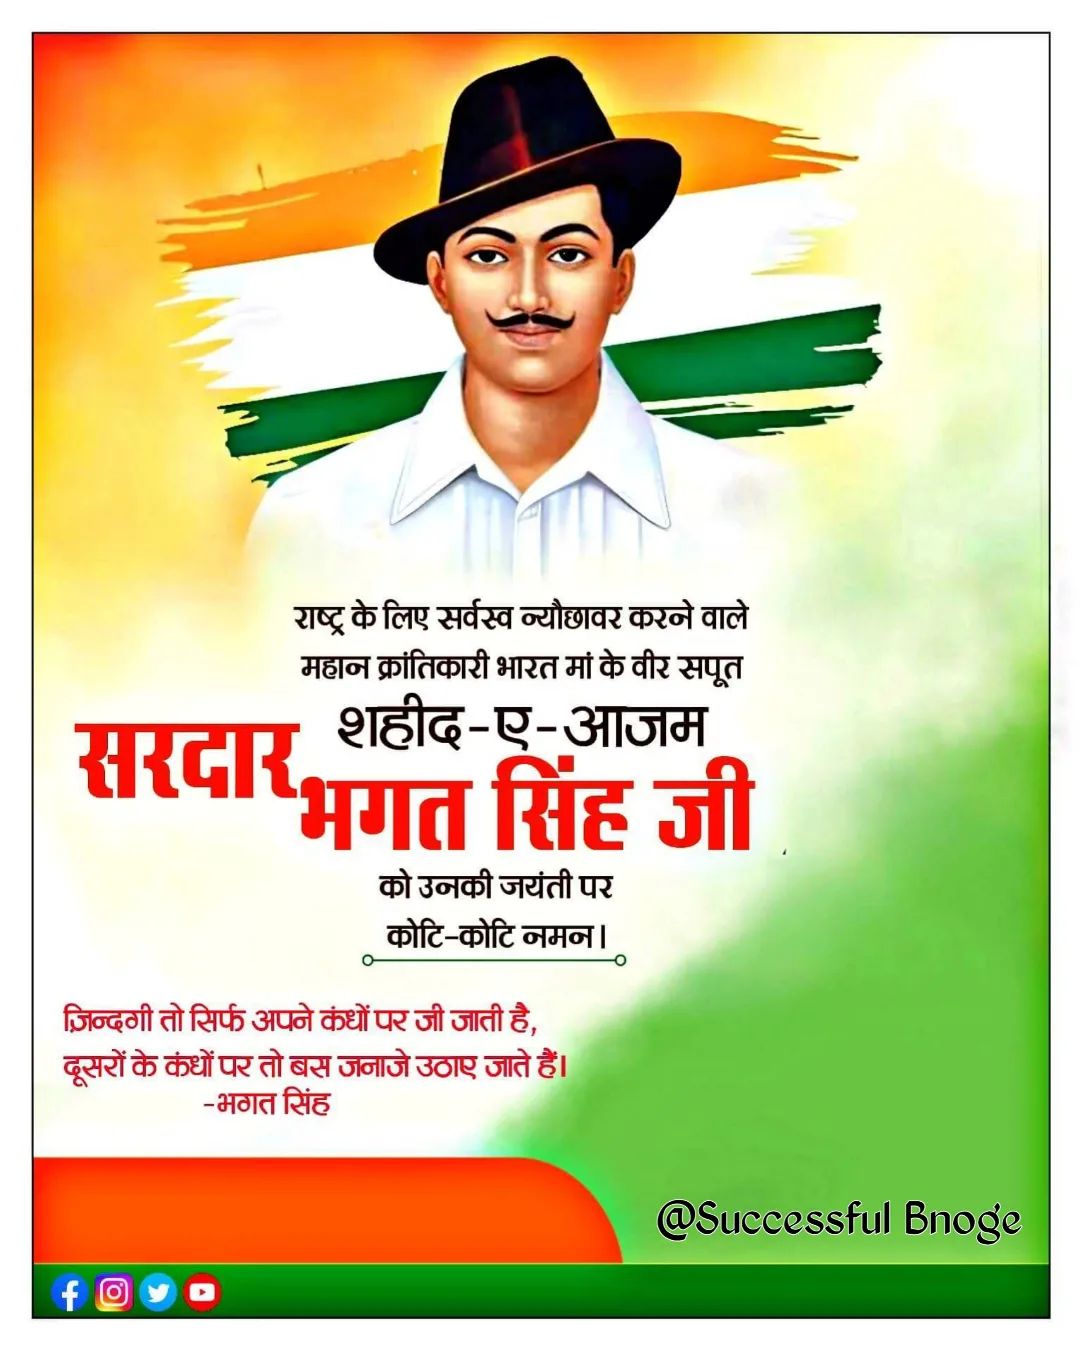 राष्ट्र के लिए सर्वस्व न्यौछावर करने वाले
महान क्रांतिकारी भारत मां के वीर सपूत
शहीद-ए-आजम
सरदार भगत सिंह जी
को उनकी जयंती पर
कोटि-कोटि नमन।
ज़िन्दगी तो सिर्फ अपने कंधों पर जी जाती है,
दूसरों के कंधों पर तो बस जनाजे उठाए जाते हैं।
-भगत सिंह
@Successful Bnoge